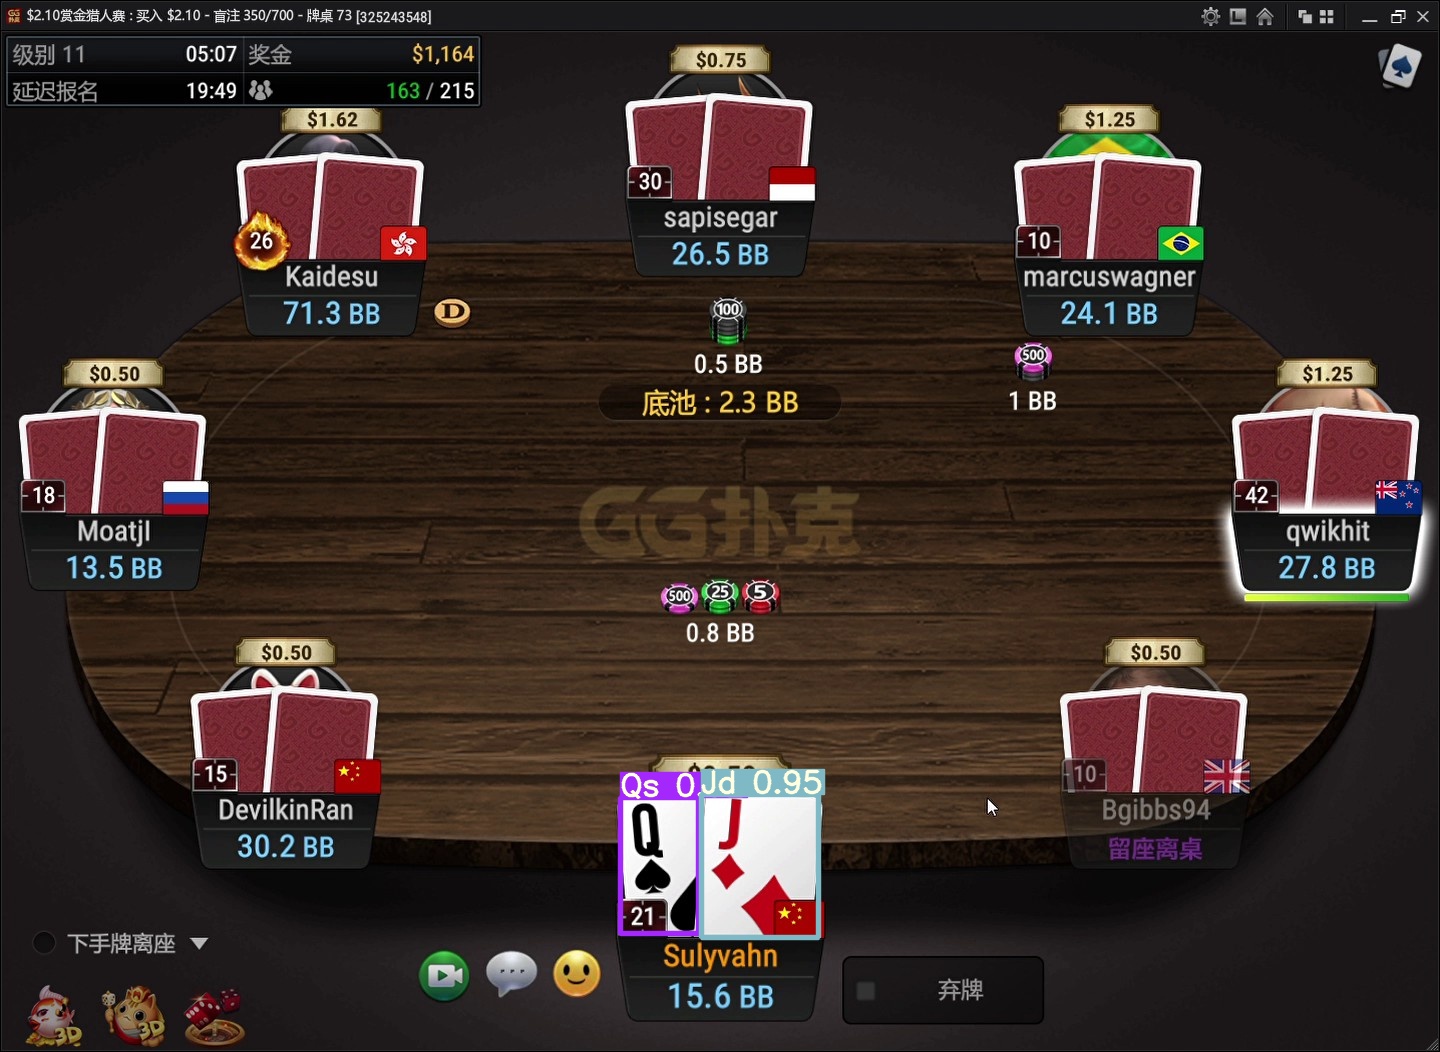 $2.10赏金猎人赛 : 买入 $2.10 - 盲注 350/700 - 牌桌 73 [325243548]
级别 11 05:07 奖金 $1,164
延迟报名 19:49 163 / 215
$0.75
30
sapisegar
26.5 BB
$1.62
26
Kaidesu
71.3 BB
D
$1.25
10
marcuswagner
24.1 BB
100
0.5 BB
500
1 BB
底池 : 2.3 BB
$0.50
18
Moatjl
13.5 BB
$1.25
42
qwikhit
27.8 BB
GG扑克
500 25 5
0.8 BB
$0.50
15
DevilkinRan
30.2 BB
$0.50
10
Bgibbs94
留座离桌
Qs 0. Jd 0.95
Q J
21
Sulyvahn
15.6 BB
下手牌离座
弃牌
3D 3D